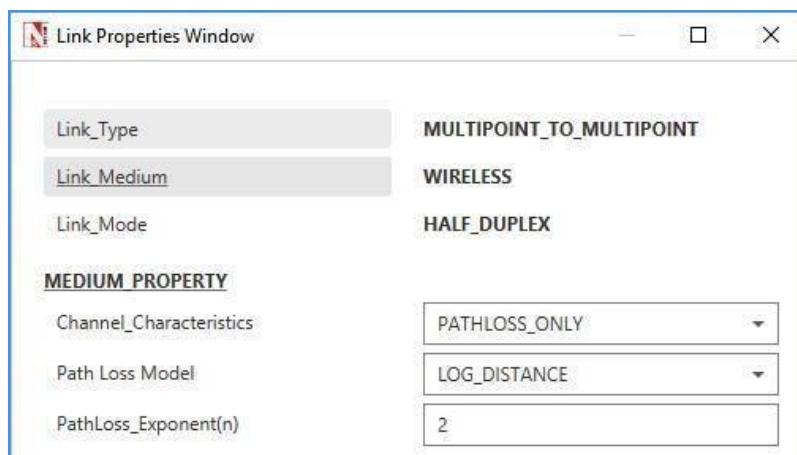 Link Properties Window
Link_Type MULTIPOINT_TO_MULTIPOINT
Link_Medium WIRELESS
Link_Mode HALF_DUPLEX
MEDIUM_PROPERTY
Channel_Characteristics PATHLOSS_ONLY
Path Loss Model LOG_DISTANCE
PathLoss_Exponent(n) 2